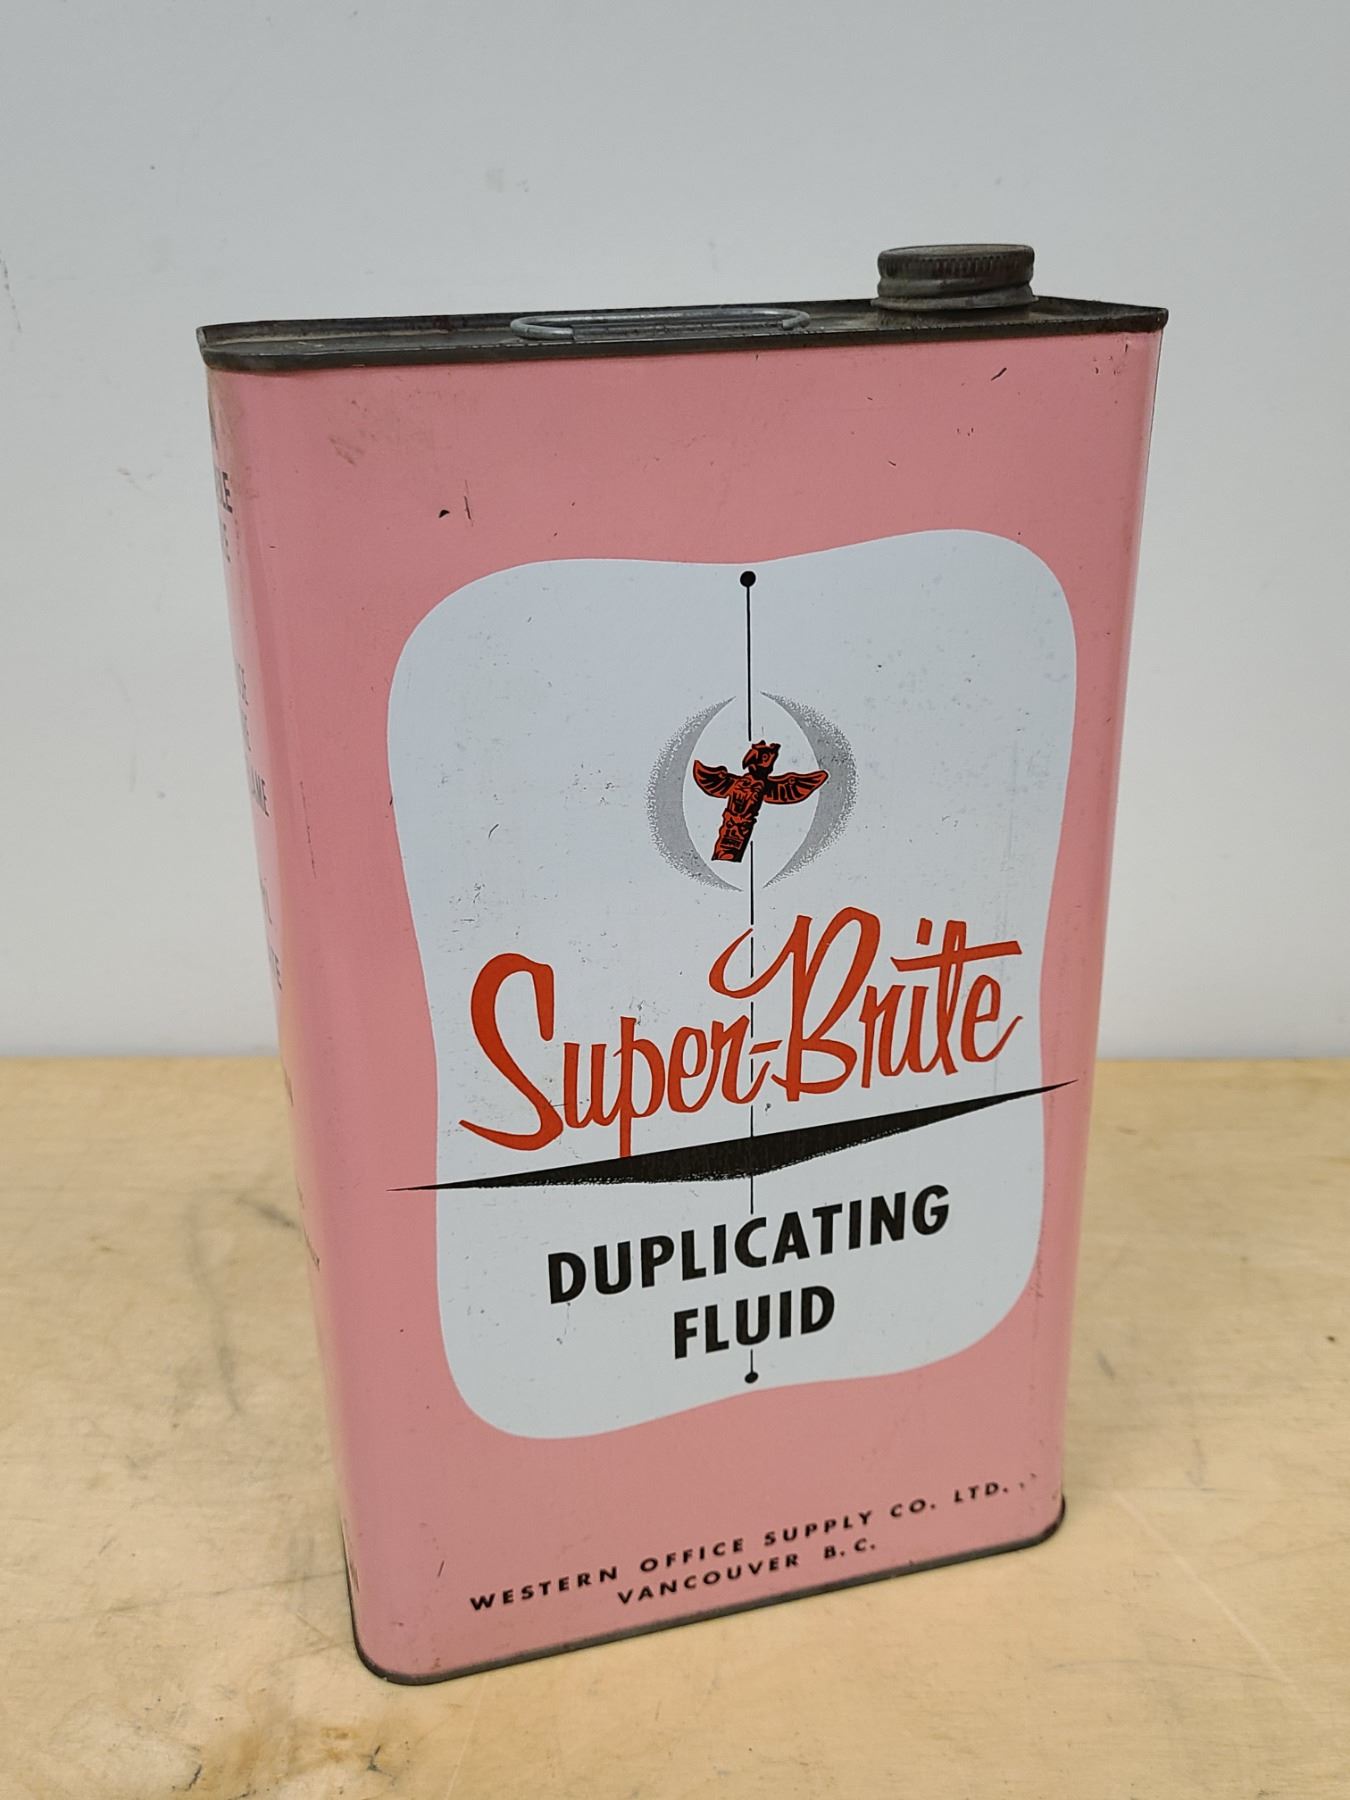 Super-Brite
DUPLICATING
FLUID
WESTERN OFFICE SUPPLY CO. LTD.
VANCOUVER B.C.